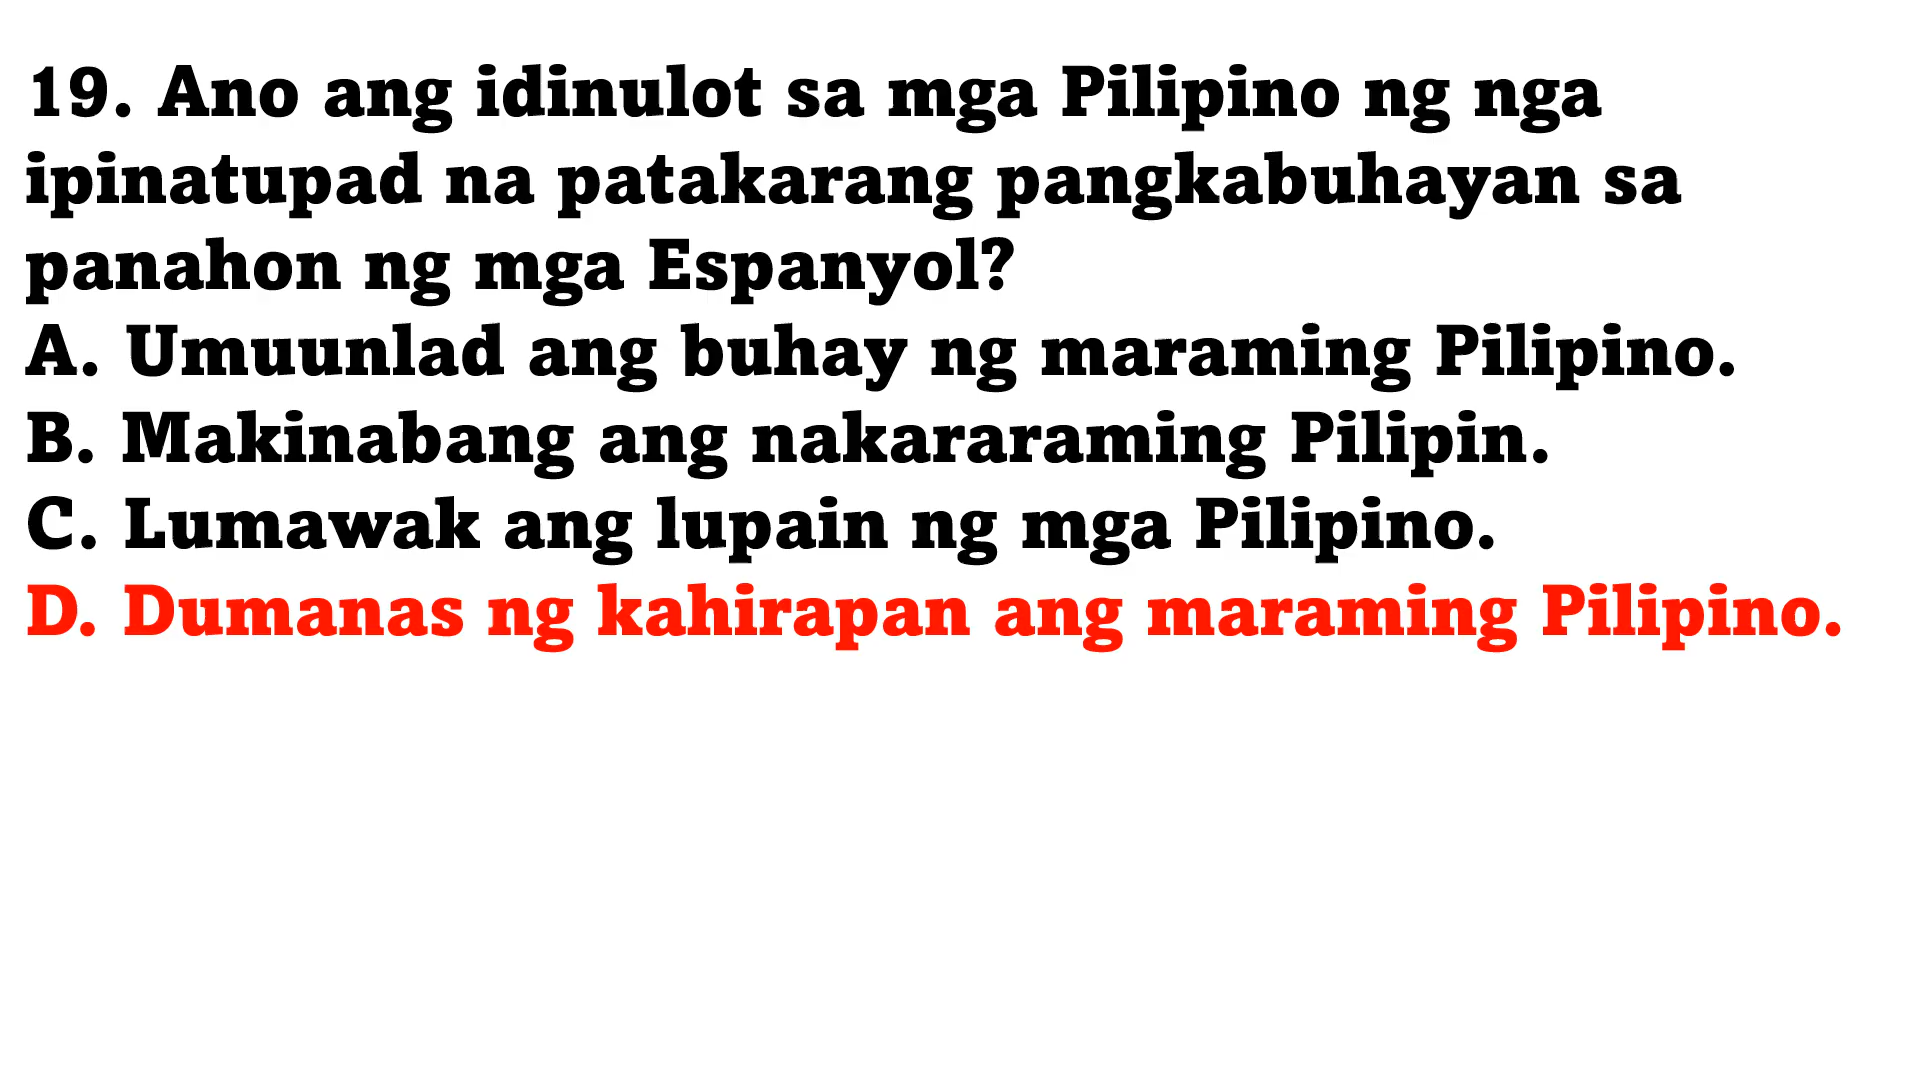 19. Ano ang idinulot sa mga Pilipino ng nga
ipinatupad na patakarang pangkabuhayan sa
panahon ng mga Espanyol?
A. Umuunlad ang buhay ng maraming Pilipino.
B. Makinabang ang nakararaming Pilipin.
C. Lumawak ang lupain ng mga Pilipino.
D. Dumanas ng kahirapan ang maraming Pilipino.